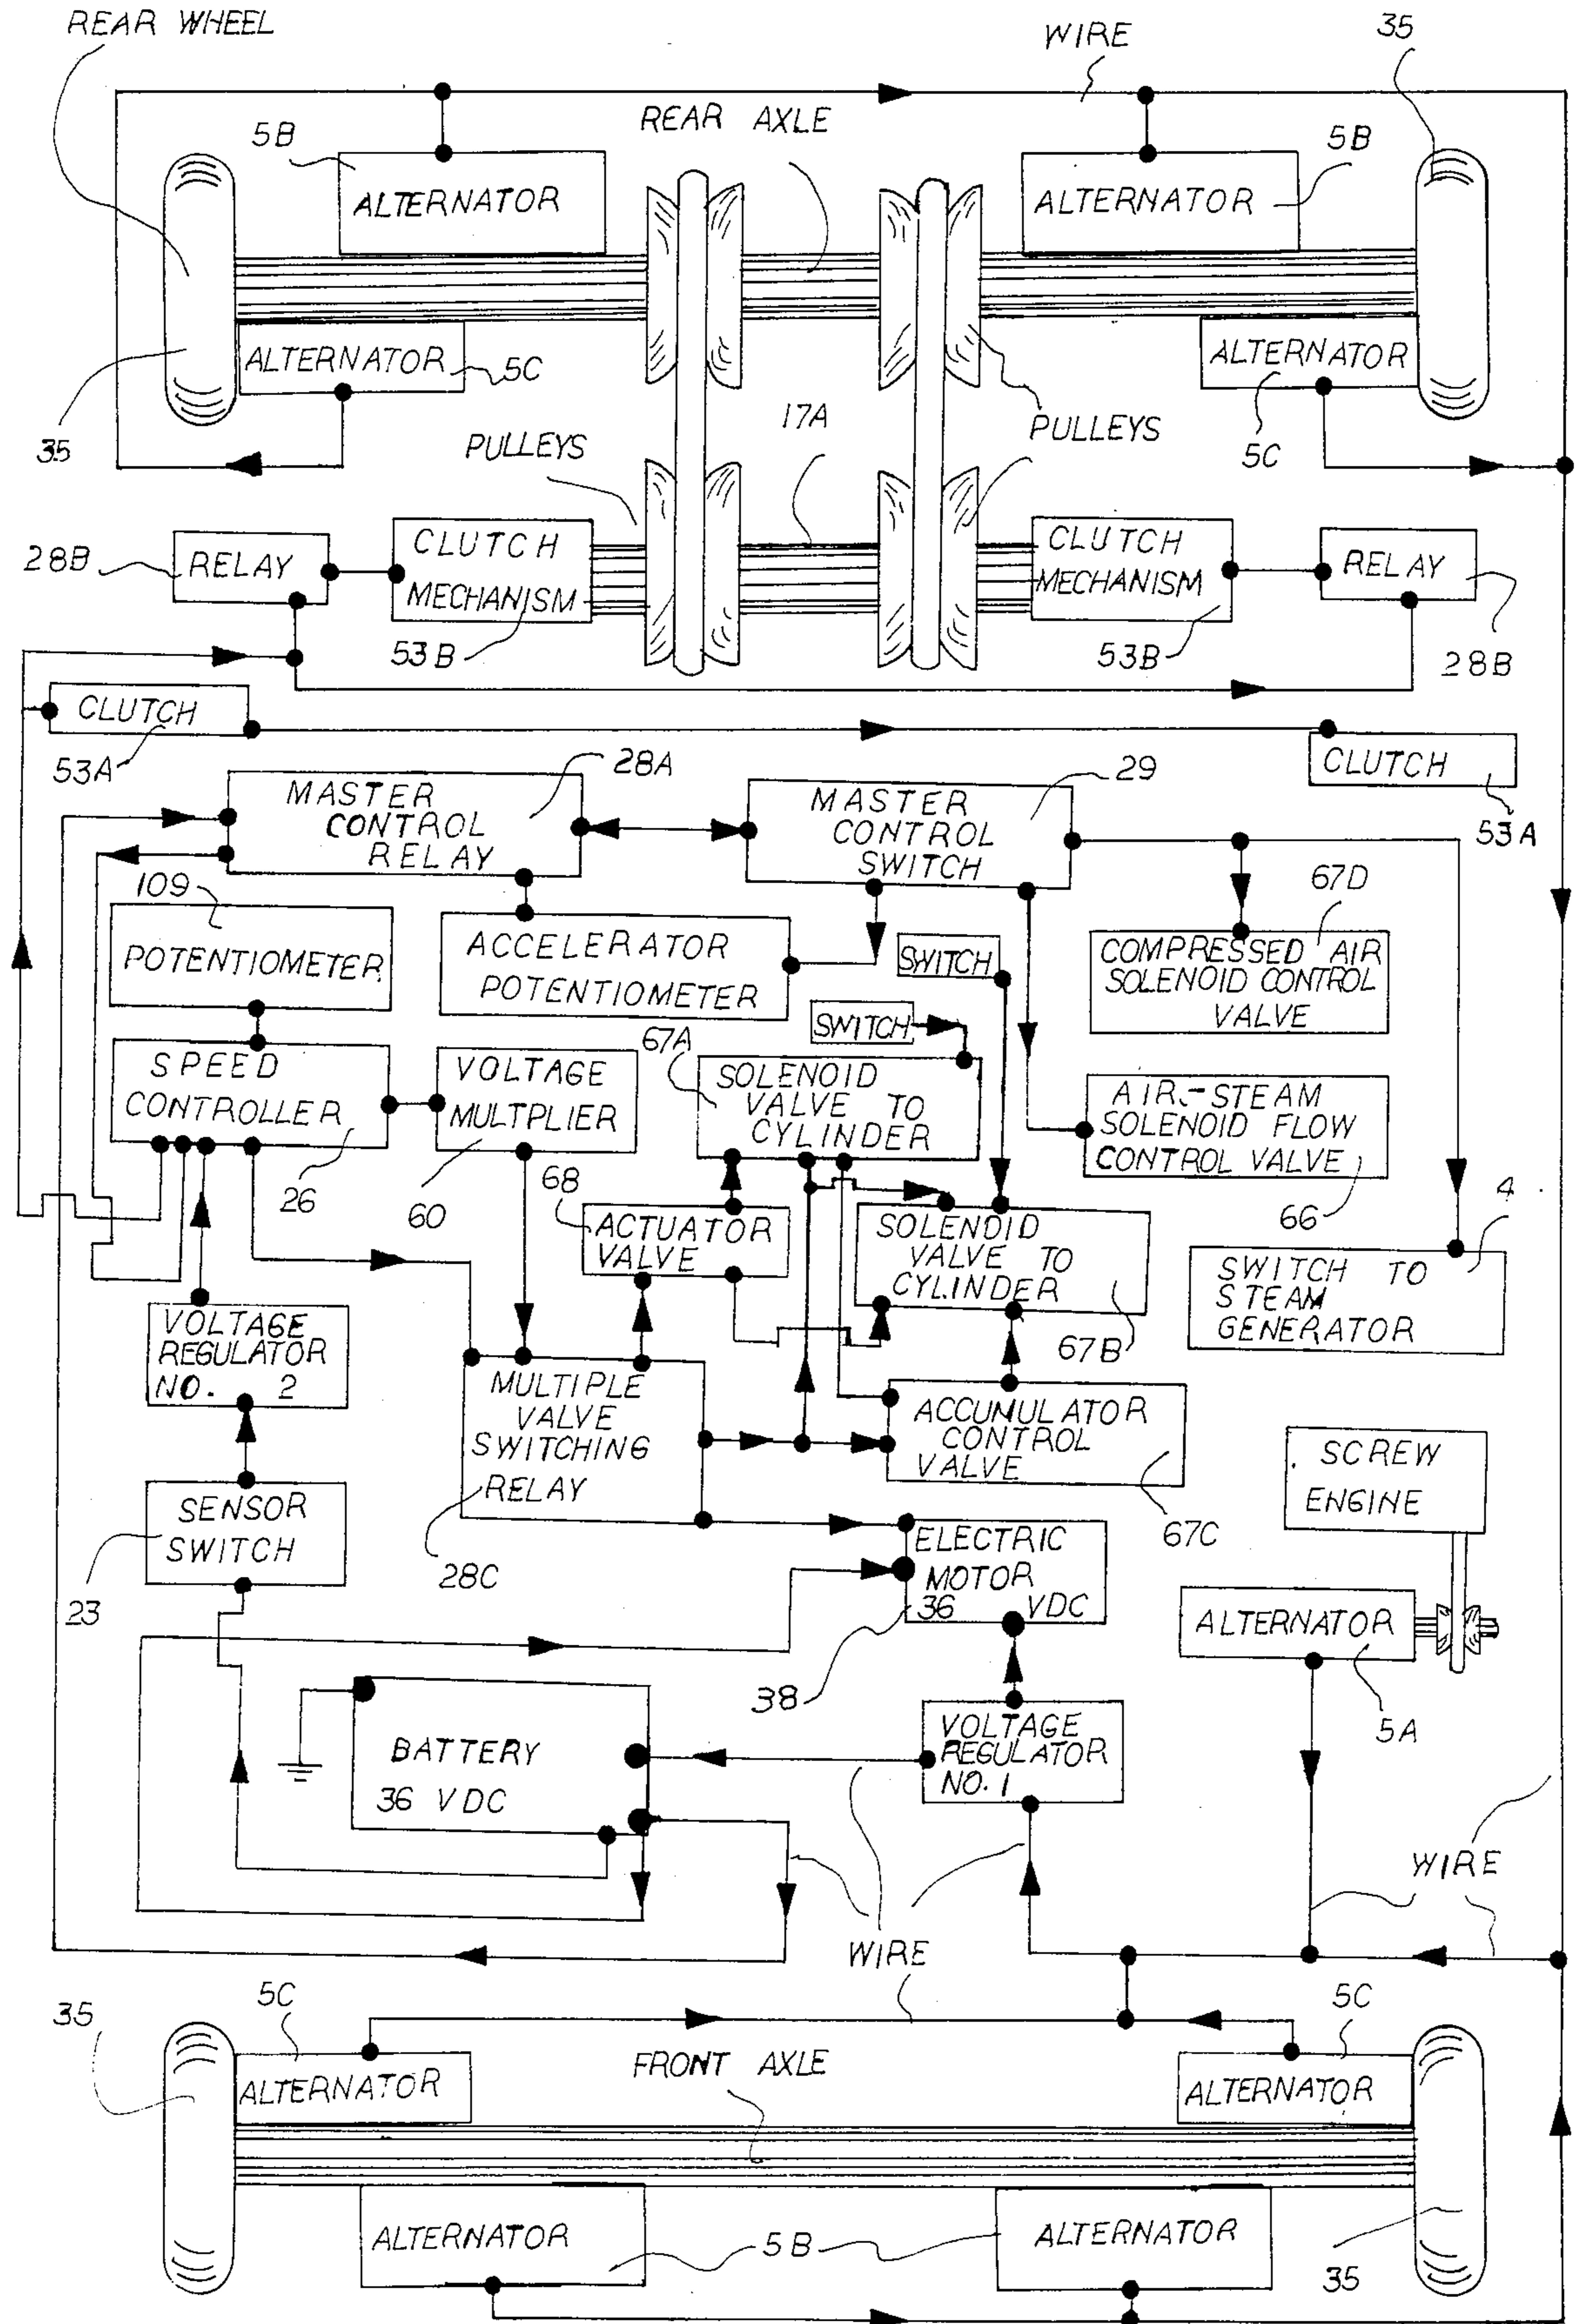 REAR WHEEL
WIRE
35
REAR AXLE
5B
5B
ALTERNATOR
ALTERNATOR
ALTERNATOR
5C
ALTERNATOR
5C
35
PULLEYS
17A
PULLEYS
28B
RELAY
CLUTCH
MECHANISM
53B
CLUTCH
MECHANISM
53B
RELAY
28B
CLUTCH
53A
CLUTCH
53A
28A
MASTER
CONTROL
RELAY
29
MASTER
CONTROL
SWITCH
109
POTENTIOMETER
ACCELERATOR
POTENTIOMETER
SWITCH
SWITCH
67D
COMPRESSED AIR
SOLENOID CONTROL
VALVE
SPEED
CONTROLLER
26
VOLTAGE
MULTPLIER
60
67A
SOLENOID
VALVE TO
CYLINDER
AIR-STEAM
SOLENOID FLOW
CONTROL VALVE
66
68
ACTUATOR
VALVE
SOLENOID
VALVE TO
CYLINDER
67B
4
SWITCH TO
STEAM
GENERATOR
VOLTAGE
REGULATOR
NO. 2
MULTIPLE
VALVE
SWITCHING
RELAY
28C
ACCUMULATOR
CONTROL
VALVE
67C
SCREW
ENGINE
SENSOR
SWITCH
23
ELECTRIC
MOTOR
36 VDC
38
ALTERNATOR
5A
BATTERY
36 VDC
VOLTAGE
REGULATOR
NO. 1
WIRE
WIRE
35
5C
ALTERNATOR
FRONT AXLE
5C
ALTERNATOR
ALTERNATOR
5B
ALTERNATOR
35